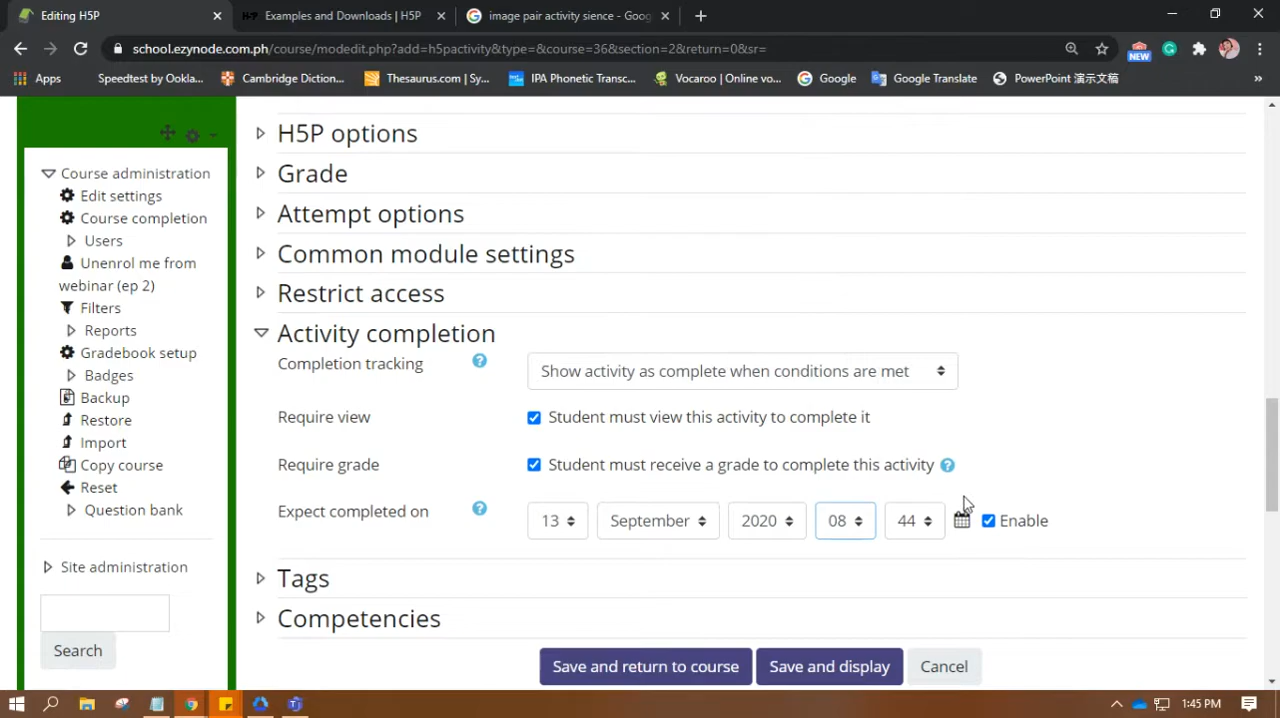 Editing H5P
H-P Examples and Downloads | H5P
image pair activity sience - Goog
school.ezynode.com.ph/course/modedit.php?add=h5pactivity&type=&course=36&section=2&return=0&sr=
NEW
Apps
Speedtest by Ookla...
Cambridge Diction...
Thesaurus.com | Sy...
IPA Phonetic Transc...
Vocaroo | Online vo...
Google
Google Translate
PowerPoint 演示文稿
»
Course administration
Edit settings
Course completion
Users
Unenrol me from
webinar (ep 2)
Filters
Reports
Gradebook setup
Badges
Backup
Restore
Import
Copy course
Reset
Question bank
Site administration
Search
H5P options
Grade
Attempt options
Common module settings
Restrict access
Activity completion
Completion tracking
Show activity as complete when conditions are met
Require view
Student must view this activity to complete it
Require grade
Student must receive a grade to complete this activity
Expect completed on
13 September 2020 08 44 Enable
Tags
Competencies
Save and return to course Save and display Cancel
1:45 PM